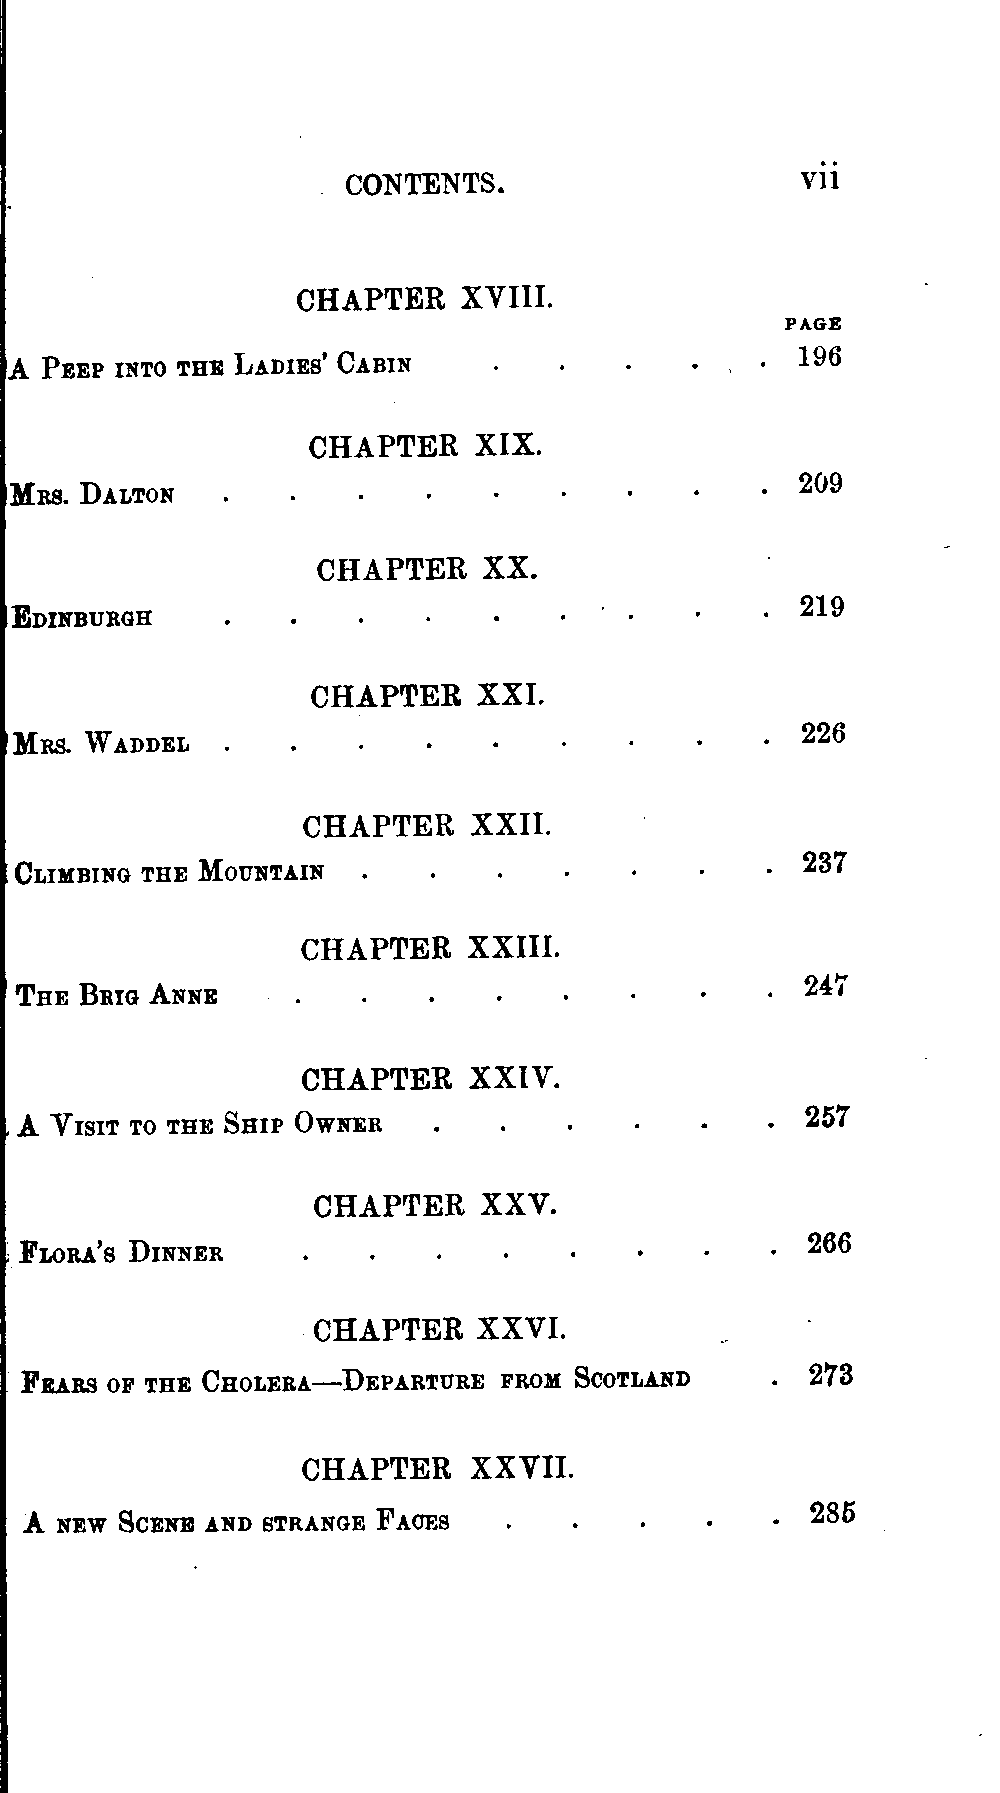 CONTENTS. vii
CHAPTER XVIII.
PAGE
A Peep into the Ladies' Cabin . . . . . 196
CHAPTER XIX.
Mrs. Dalton . . . . . . . . . 209
CHAPTER XX.
Edinburgh . . . . . . . . . 219
CHAPTER XXI.
Mrs. Waddel . . . . . . . . . 226
CHAPTER XXII.
Climbing the Mountain . . . . . . . 237
CHAPTER XXIII.
The Brig Anne . . . . . . . . 247
CHAPTER XXIV.
A Visit to the Ship Owner . . . . . . 257
CHAPTER XXV.
Flora's Dinner . . . . . . . . 266
CHAPTER XXVI.
Fears of the Cholera—Departure from Scotland . 273
CHAPTER XXVII.
A new Scene and strange Faces . . . . . 285